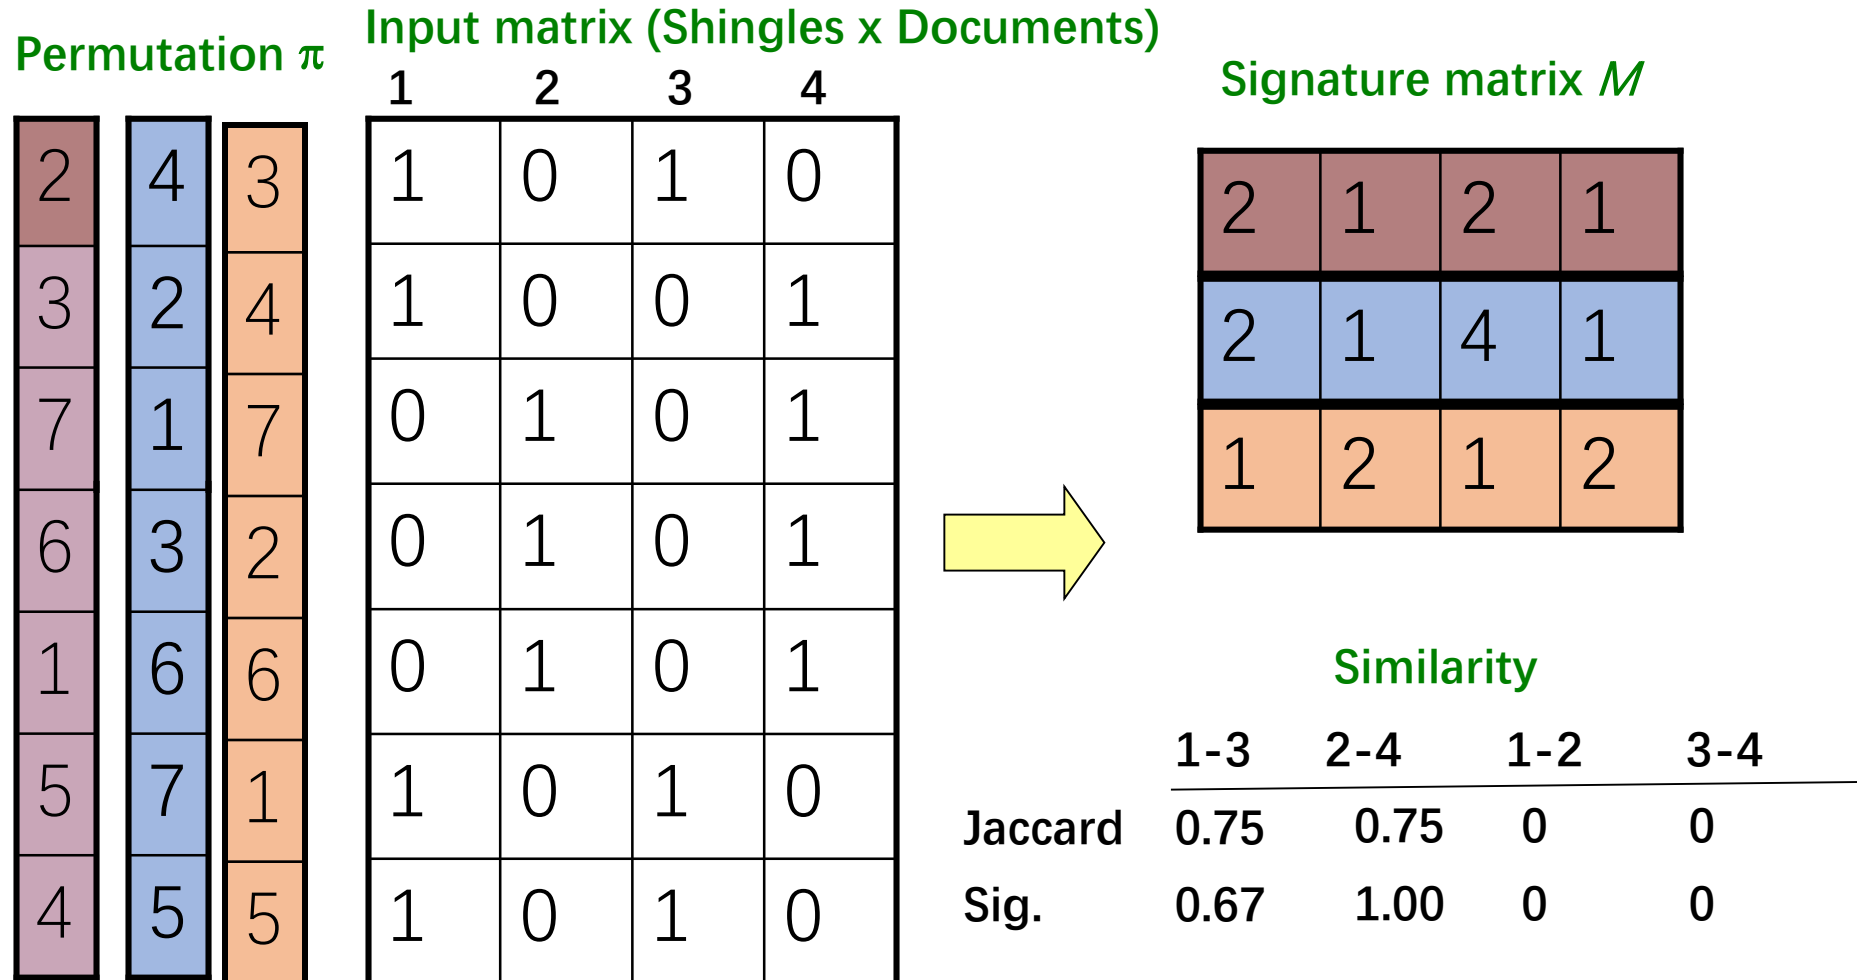 Permutation π
Input matrix (Shingles x Documents)
Signature matrix M
1 2 3 4
2 4 3 1 0 1 0
3 2 4 1 0 0 1
7 1 7 0 1 0 1
6 3 2 0 1 0 1
1 6 6 0 1 0 1
5 7 1 1 0 1 0
4 5 5 1 0 1 0
2 1 2 1
2 1 4 1
1 2 1 2
Similarity
1-3 2-4 1-2 3-4
Jaccard 0.75 0.75 0 0
Sig. 0.67 1.00 0 0